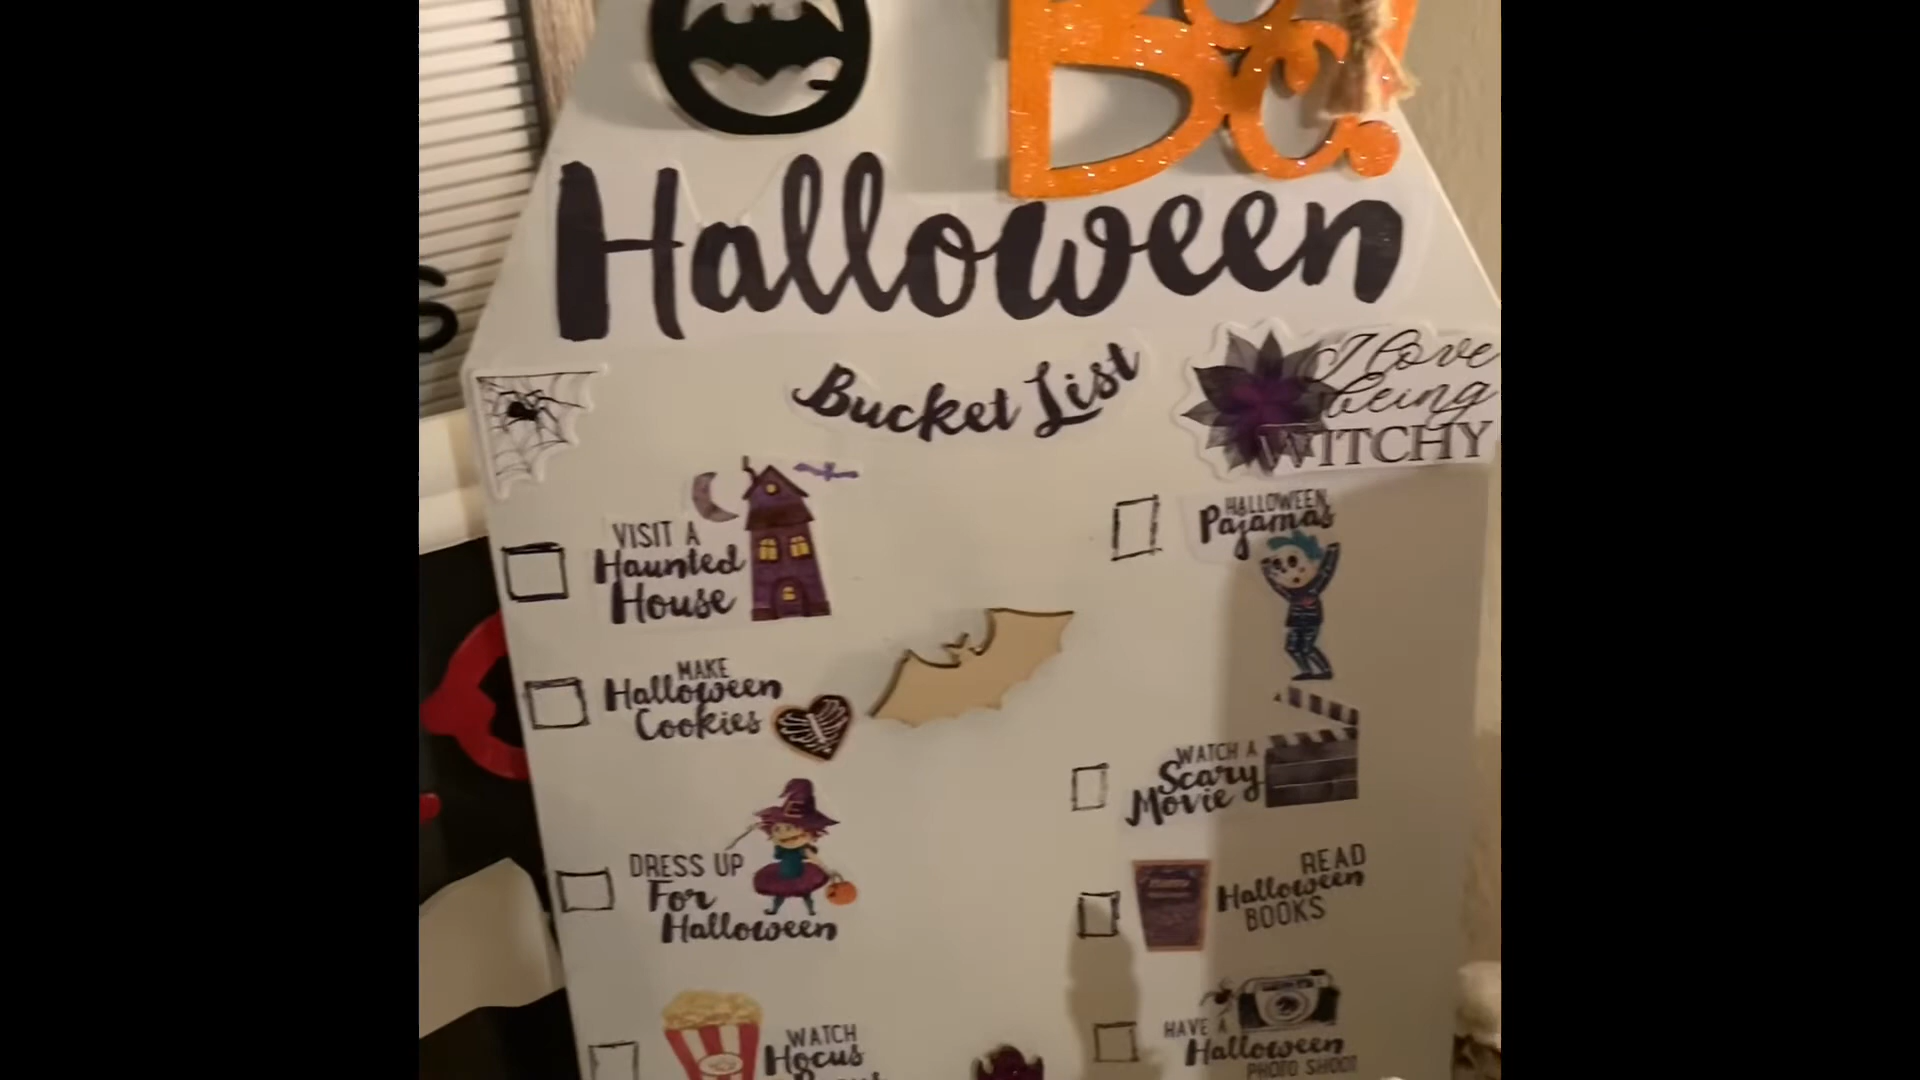 Halloween
Bucket List
I love
being
WITCHY
VISIT A
Haunted
House
HALLOWEEN
Pajamas
MAKE
Halloween
Cookies
WATCH A
Scary
Movie
DRESS UP
For
Halloween
READ
Halloween
BOOKS
WATCH
Hocus
HAVE A
Halloween
PHOTO SHOOT